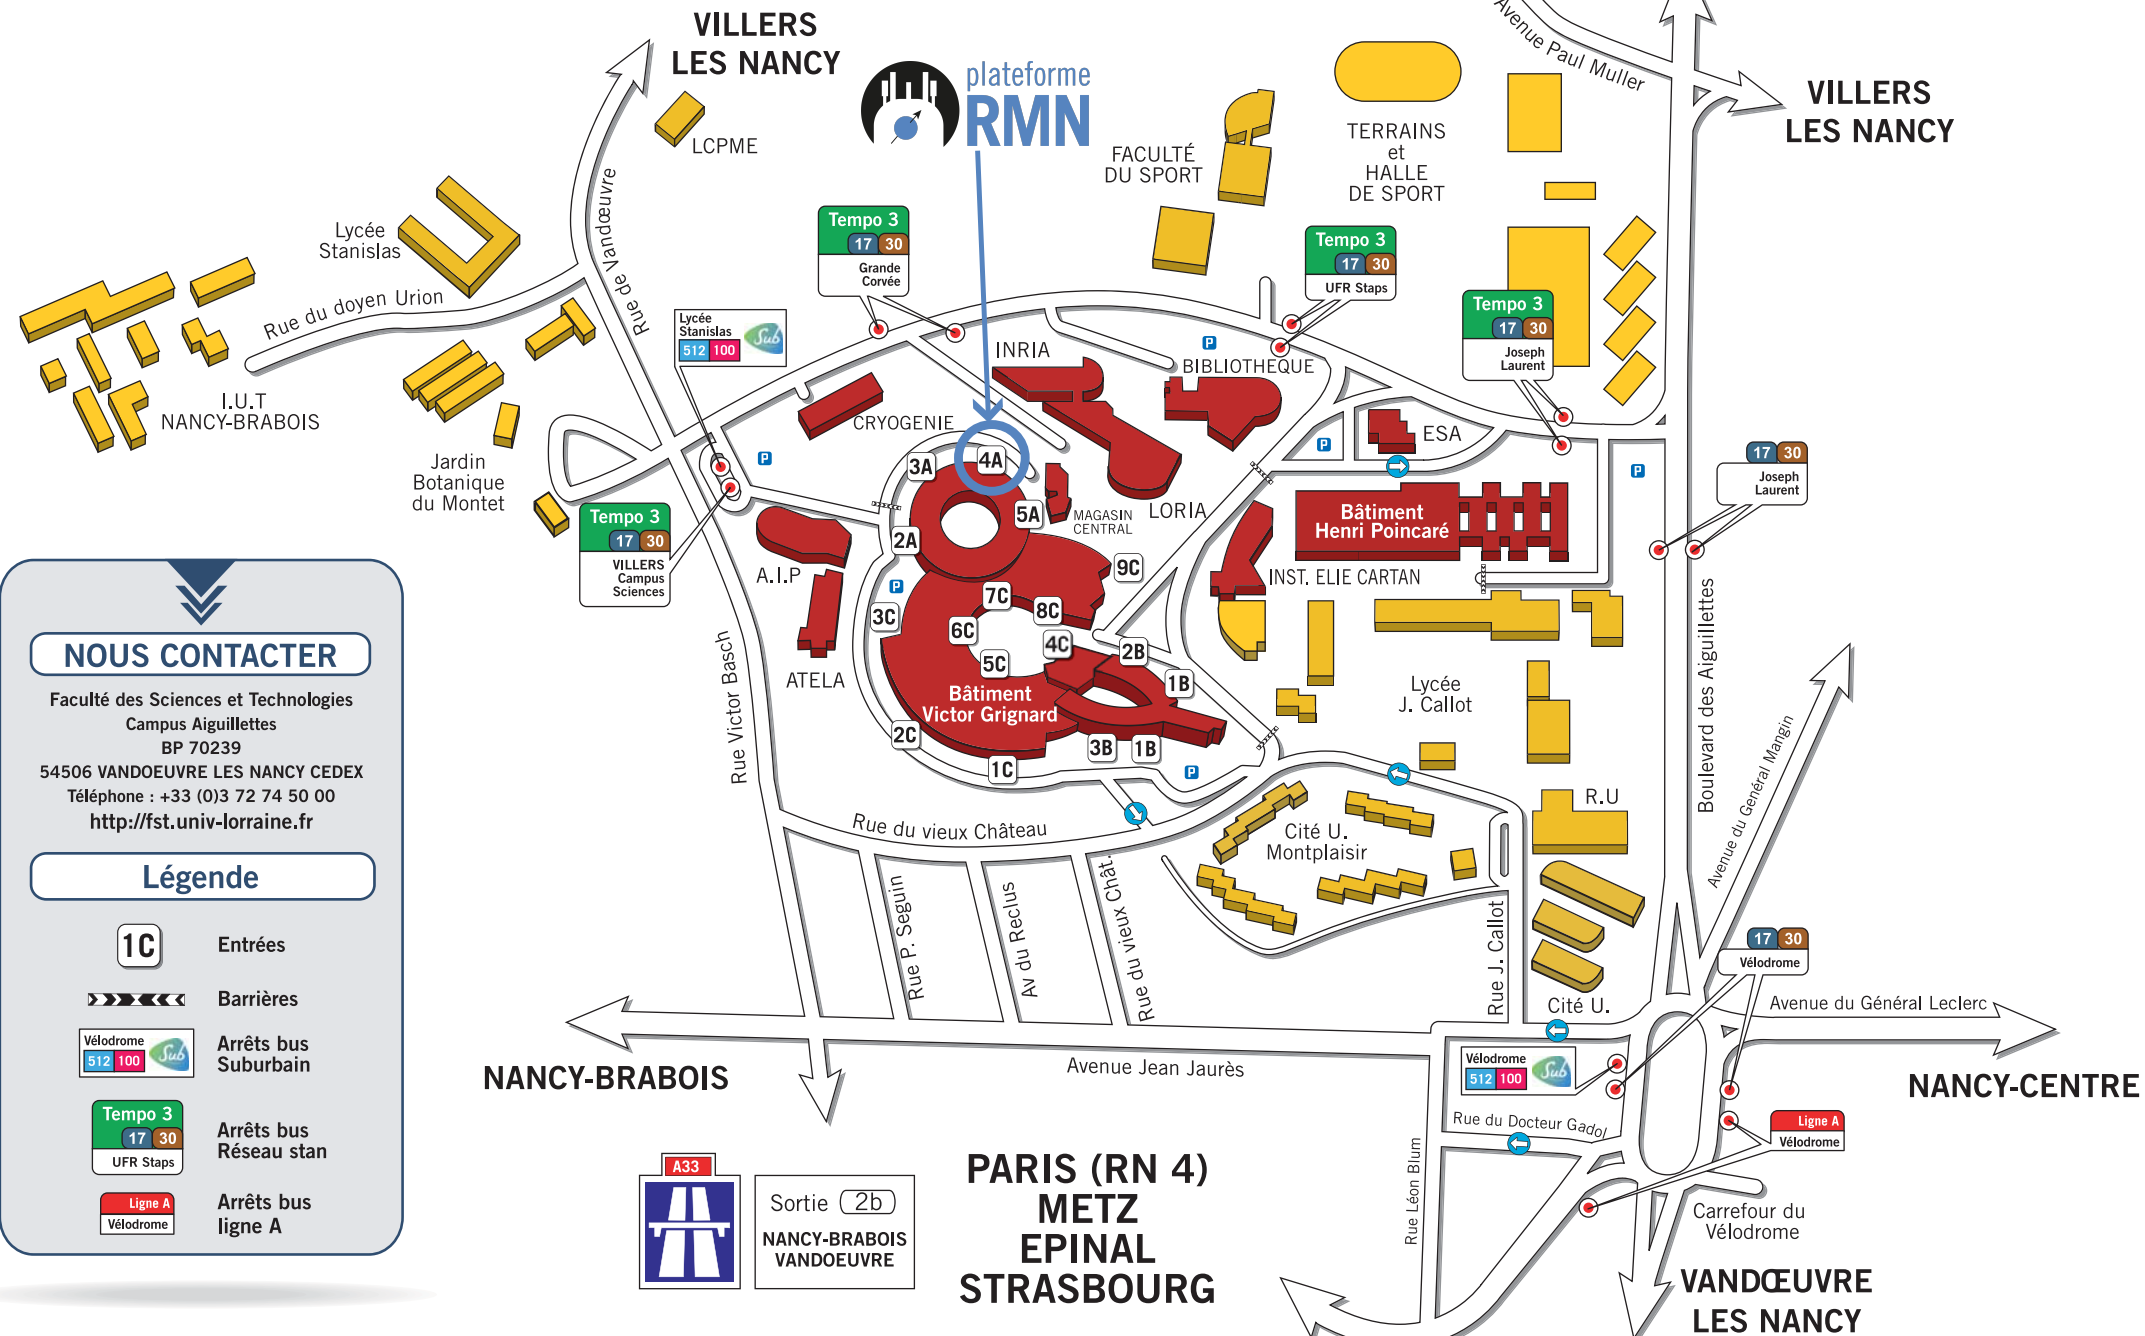 VILLERS
LES NANCY
plateforme
RMN
Avenue Paul Muller
VILLERS
LES NANCY
LCPME
FACULTÉ
DU SPORT
TERRAINS
et
HALLE
DE SPORT
Rue de Vandœuvre
Lycée
Stanislas
Rue du doyen Urion
I.U.T
NANCY-BRABOIS
Jardin
Botanique
du Montet
Tempo 3
17 30
Grande
Corvée
Tempo 3
17 30
UFR Staps
Tempo 3
17 30
Joseph
Laurent
Lycée
Stanislas
512 100
Sub
INRIA
P
BIBLIOTHEQUE
CRYOGENIE
ESA
P
P
P
17 30
Joseph
Laurent
3A
4A
5A
2A
MAGASIN
CENTRAL
LORIA
Bâtiment
Henri Poincaré
Tempo 3
17 30
VILLERS
Campus
Sciences
A.I.P
P
9C
INST. ELIE CARTAN
7C
8C
3C
6C
4C
5C
2B
1B
ATELA
Bâtiment
Victor Grignard
2C
3B
1B
1C
P
Lycée
J. Callot
Rue Victor Basch
Boulevard des Aiguillettes
Avenue du Général Mangin
R.U
Rue du vieux Château
Cité U.
Montplaisir
Rue P. Seguin
Av du Reclus
Rue du vieux Chât.
Rue J. Callot
Cité U.
17 30
Vélodrome
Avenue du Général Leclerc
Avenue Jean Jaurès
NANCY-BRABOIS
NANCY-CENTRE
Vélodrome
512 100
Sub
Rue du Docteur Gadol
Ligne A
Vélodrome
Rue Léon Blum
Carrefour du
Vélodrome
VANDŒUVRE
LES NANCY
A33
Sortie 2b
NANCY-BRABOIS
VANDOEUVRE
PARIS (RN 4)
METZ
EPINAL
STRASBOURG
NOUS CONTACTER
Faculté des Sciences et Technologies
Campus Aiguillettes
BP 70239
54506 VANDOEUVRE LES NANCY CEDEX
Téléphone : +33 (0)3 72 74 50 00
http://fst.univ-lorraine.fr
Légende
1C
Entrées
Barrières
Vélodrome
512 100
Sub
Arrêts bus
Suburbain
Tempo 3
17 30
UFR Staps
Arrêts bus
Réseau stan
Ligne A
Vélodrome
Arrêts bus
ligne A